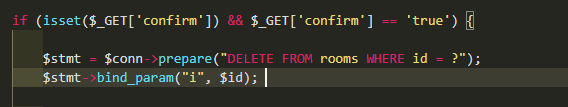 if (isset($_GET['confirm']) && $_GET['confirm'] == 'true') {
$stmt = $conn->prepare("DELETE FROM rooms WHERE id = ?");
$stmt->bind_param("i", $id);